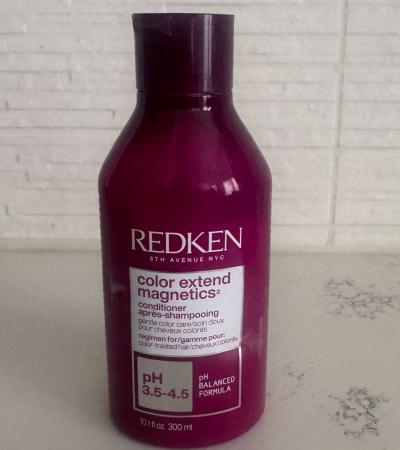 REDKEN
5TH AVENUE NYC
color extend
magnetics
conditioner
après-shampooing
gentle color care/soin doux
pour cheveux colorés
regimen for/gamme pour:
color-treated hair/cheveux colorés
pH
3.5-4.5
pH
BALANCED
FORMULA
10.1 fl oz 300 ml